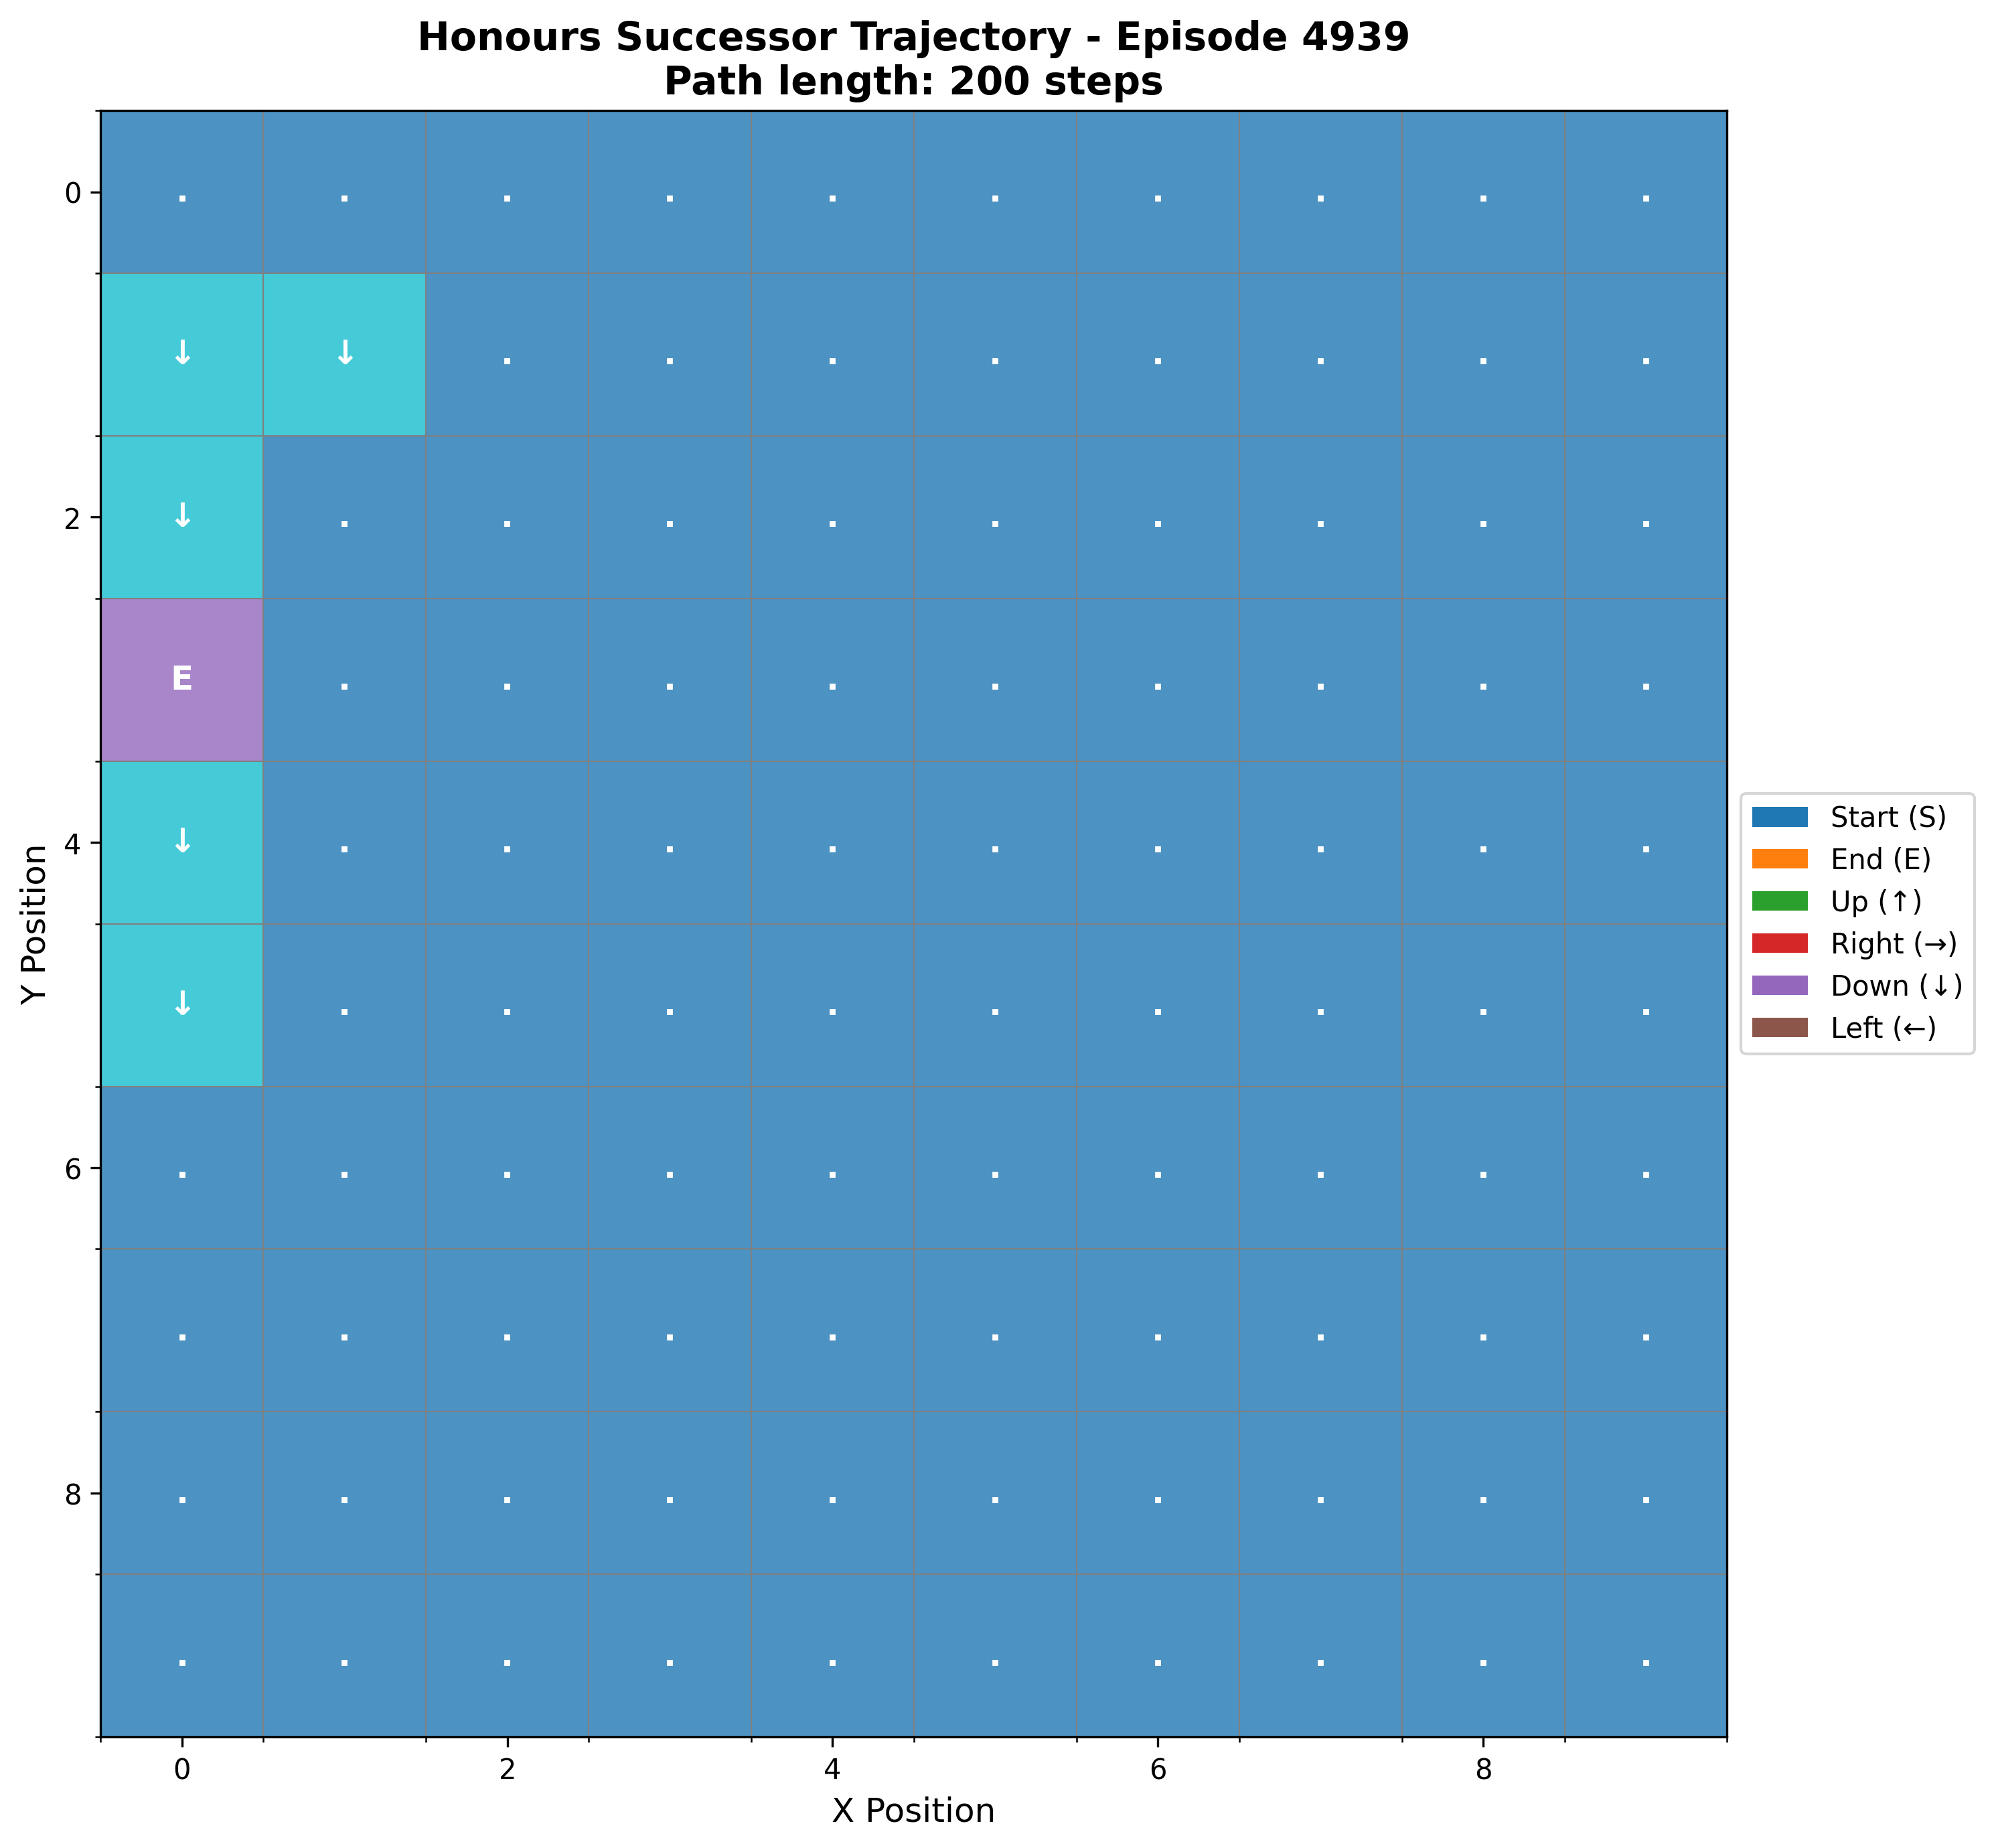 Honours Successor Trajectory - Episode 4939
Path length: 200 steps
0
. . . . . . . . . .
↓ ↓ . . . . . . . .
2
↓ . . . . . . . . .
E . . . . . . . . .
4
↓ . . . . . . . . .
↓ . . . . . . . . .
6
. . . . . . . . . .
. . . . . . . . . .
8
. . . . . . . . . .
. . . . . . . . . .
0 2 4 6 8
X Position
Y Position
Start (S)
End (E)
Up (↑)
Right (→)
Down (↓)
Left (←)